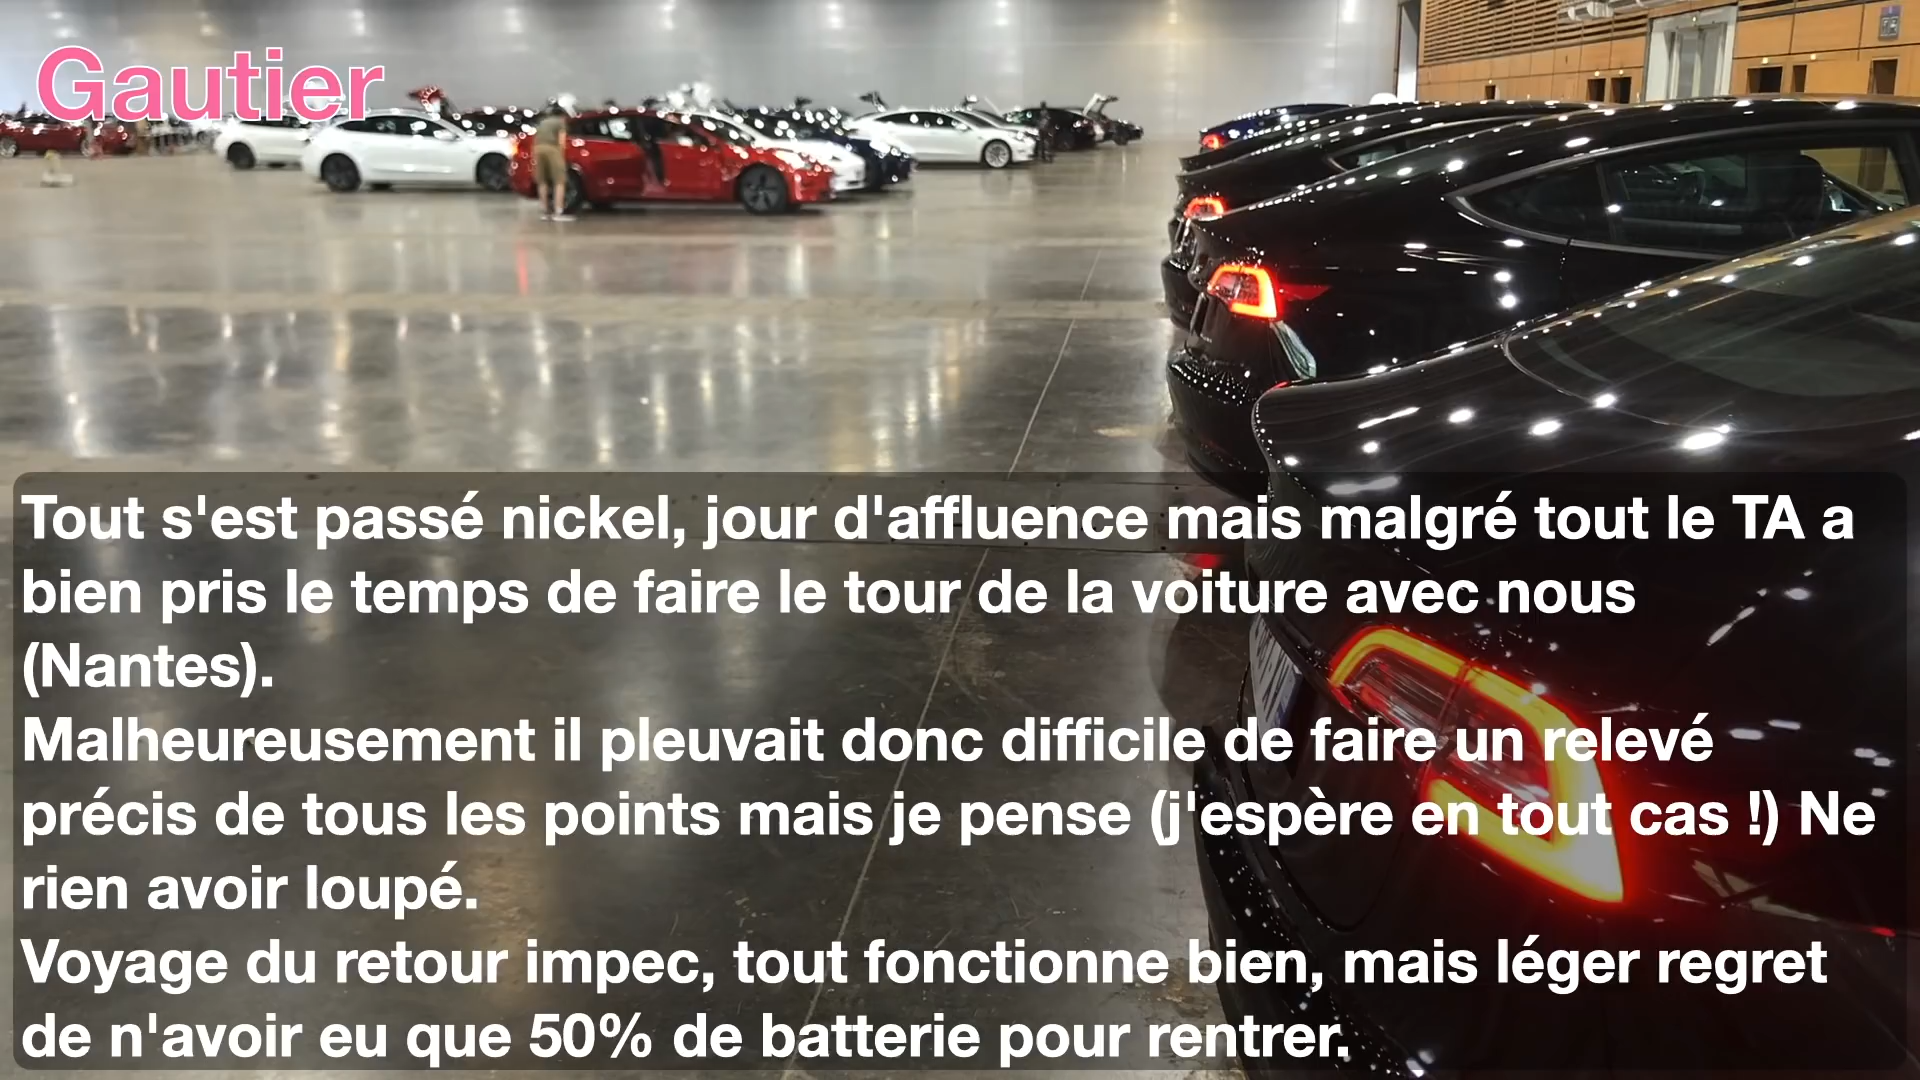 Gautier
Tout s'est passé nickel, jour d'affluence mais malgré tout le TA a
bien pris le temps de faire le tour de la voiture avec nous
(Nantes).
Malheureusement il pleuvait donc difficile de faire un relevé
précis de tous les points mais je pense (j'espère en tout cas !) Ne
rien avoir loupé.
Voyage du retour impec, tout fonctionne bien, mais léger regret
de n'avoir eu que 50% de batterie pour rentrer.